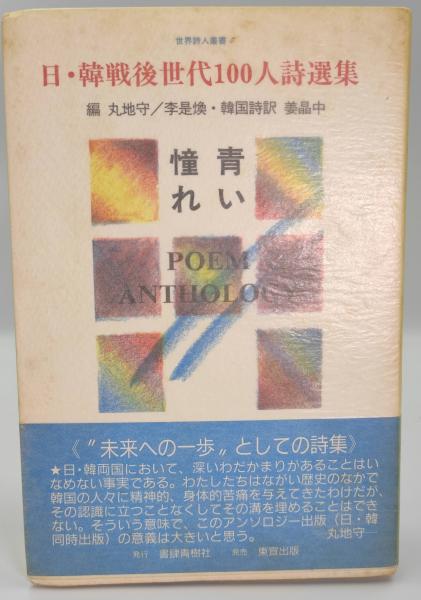 世界詩人叢書
日・韓戦後世代100人詩選集
編 丸地守／李是煥・韓国詩訳 姜晶中
青い
憧れ
POEM
ANTHOLOGY
《〝未来への一歩〟としての詩集》
★日・韓両国において、深いわだかまりがあることはい
なめない事実である。わたしたちはながい歴史のなかで
韓国の人々に精神的、身体的苦痛を与えてきたわけだが、
その認識に立つことなくしてその溝を埋めることはでき
ない。そういう意味で、このアンソロジー出版（日・韓
同時出版）の意義は大きいと思う。 丸地守
発行 書肆青樹社 発売 東宣出版